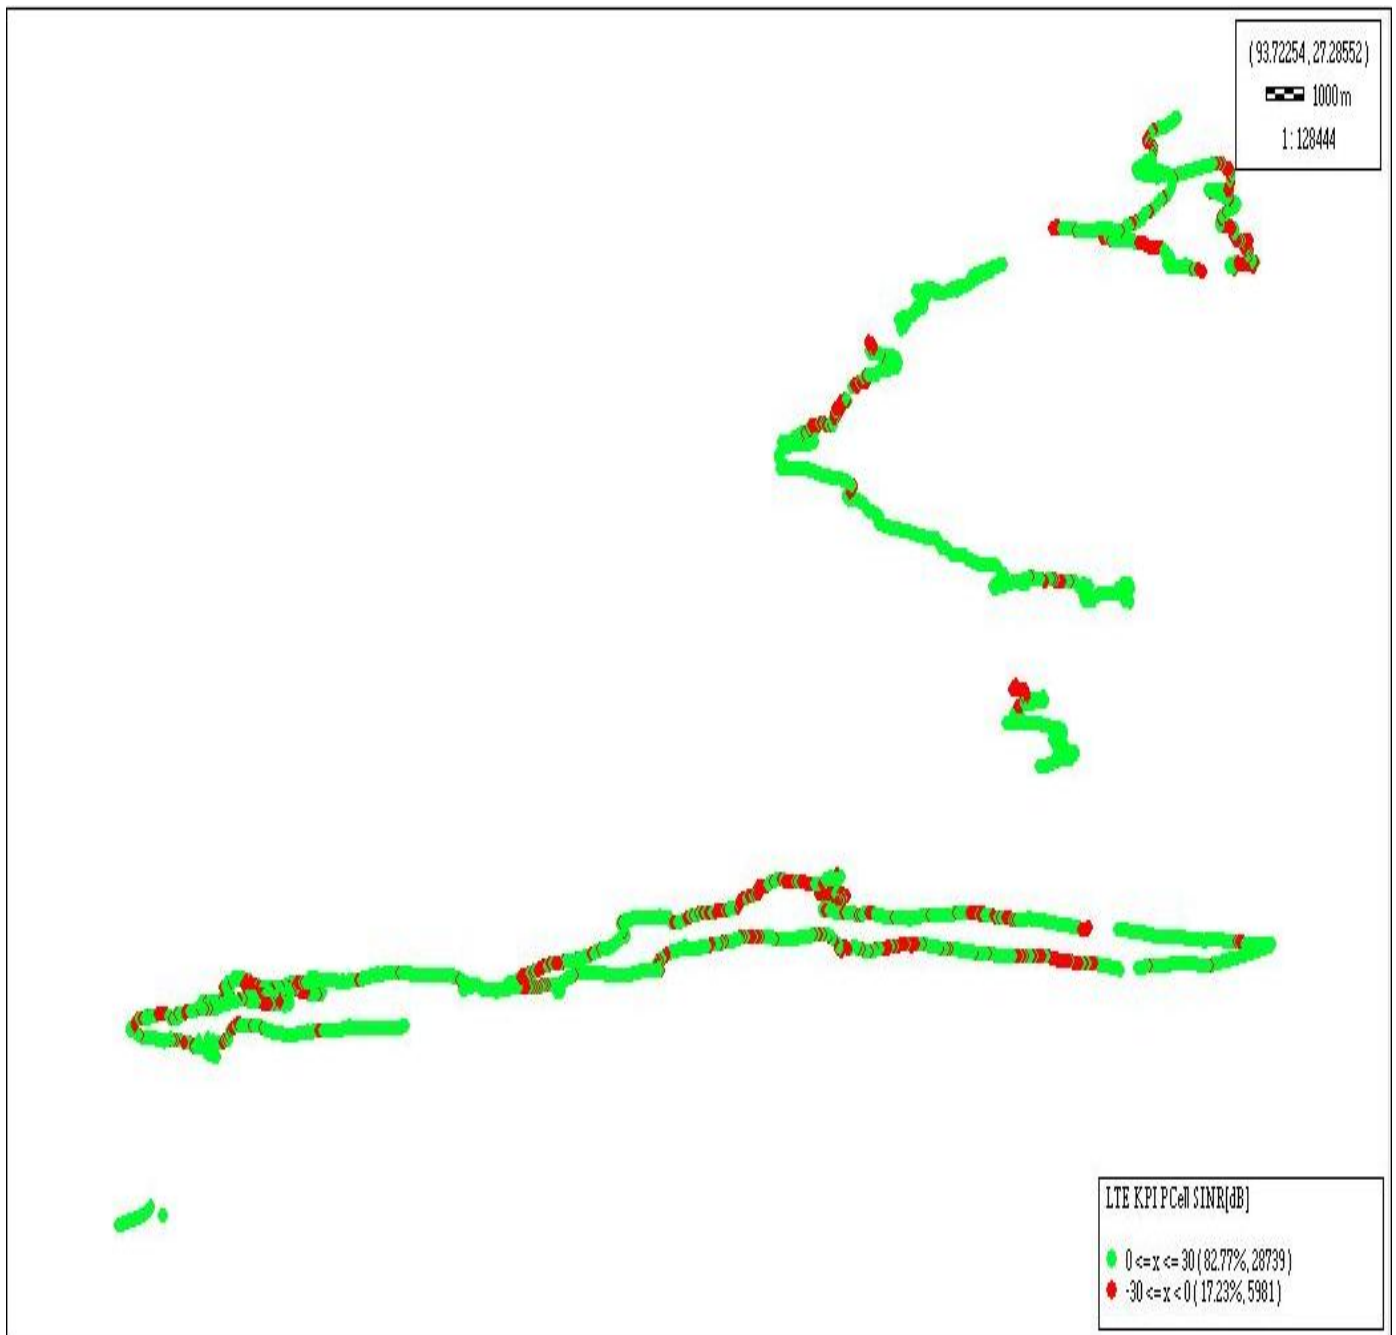 (93.72254, 27.28552)
1000m
1:128444
LTE KPI PCell SINR[dB]
0 <= x <= 30 (82.77%, 28739)
-30 <= x < 0 (17.23%, 5981)